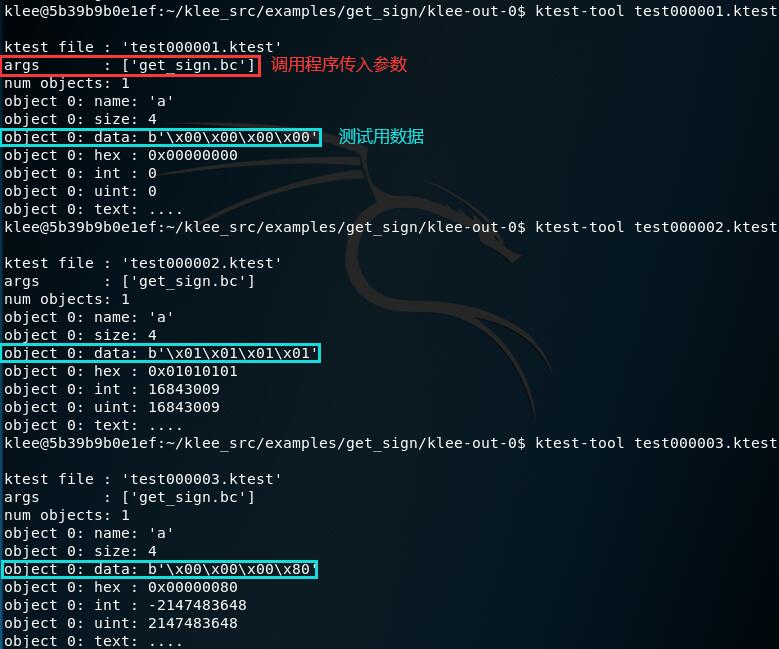 klee@5b39b9b0e1ef:~/klee_src/examples/get_sign/klee-out-0$ ktest-tool test000001.ktest
ktest file : 'test000001.ktest'
args       : ['get_sign.bc'] 调用程序传入参数
num objects: 1
object 0: name: 'a'
object 0: size: 4
object 0: data: b'\x00\x00\x00\x00' 测试用数据
object 0: hex : 0x00000000
object 0: int : 0
object 0: uint: 0
object 0: text: ....
klee@5b39b9b0e1ef:~/klee_src/examples/get_sign/klee-out-0$ ktest-tool test000002.ktest
ktest file : 'test000002.ktest'
args       : ['get_sign.bc']
num objects: 1
object 0: name: 'a'
object 0: size: 4
object 0: data: b'\x01\x01\x01\x01'
object 0: hex : 0x01010101
object 0: int : 16843009
object 0: uint: 16843009
object 0: text: ....
klee@5b39b9b0e1ef:~/klee_src/examples/get_sign/klee-out-0$ ktest-tool test000003.ktest
ktest file : 'test000003.ktest'
args       : ['get_sign.bc']
num objects: 1
object 0: name: 'a'
object 0: size: 4
object 0: data: b'\x00\x00\x00\x80'
object 0: hex : 0x00000080
object 0: int : -2147483648
object 0: uint: 2147483648
object 0: text: ....